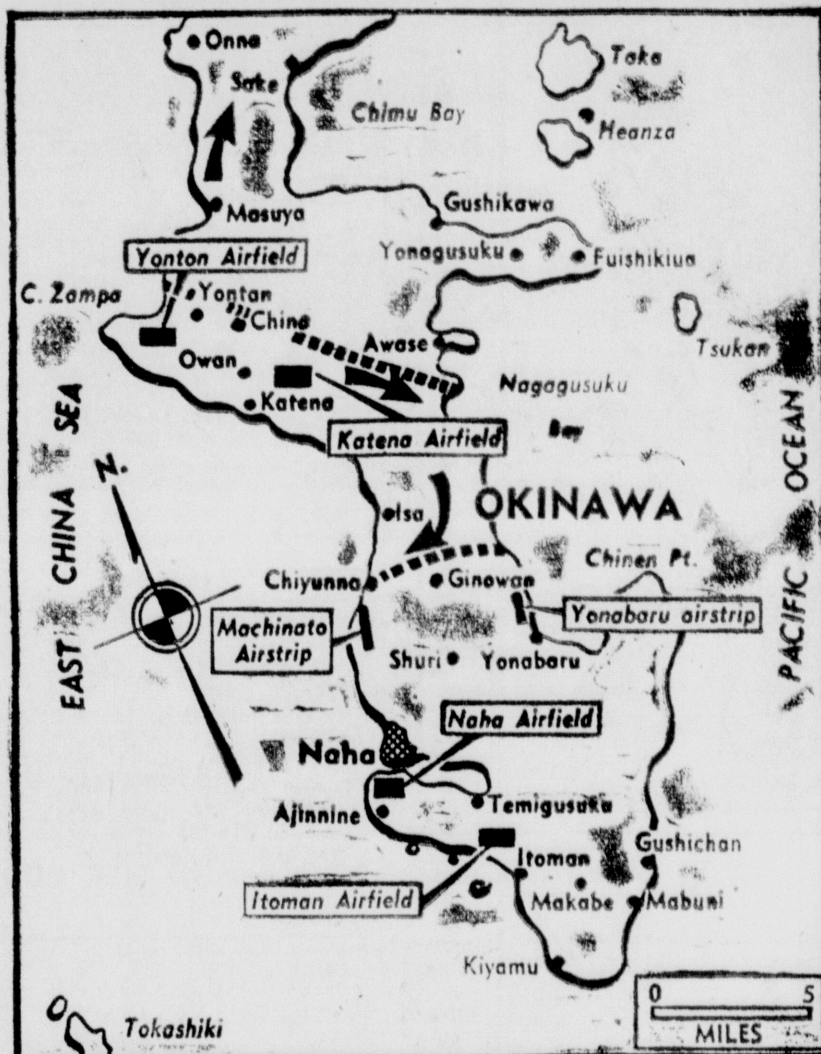 Onna
Sake
Chimu Bay
Taka
Heanza
Masuya
Gushikawa
Yonton Airfield
Yonagusuku
Fuishikiua
C. Zampa
Yontan
China
Awase
Tsukan
Owan
Katena
Nagagusuku
Bay
Katena Airfield
EAST CHINA SEA
N.
Isa
OKINAWA
PACIFIC OCEAN
Chinen Pt.
Chiyunna
Ginowan
Yonabaru airstrip
Machinato
Airstrip
Shuri
Yonabaru
Naha Airfield
Naha
Ajinnine
Temigusuku
Itoman
Gushichan
Itoman Airfield
Makabe
Mabuni
Kiyamu
0 5
MILES
Tokashiki